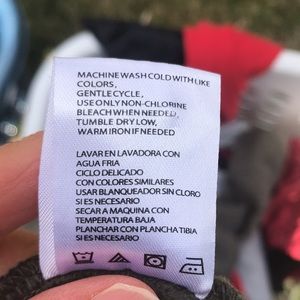 MACHINE WASH COLD WITH LIKE
COLORS,
GENTLE CYCLE,
USE ONLY NON-CHLORINE
BLEACH WHEN NEEDED,
TUMBLE DRY LOW,
WARM IRON IF NEEDED
LAVAR EN LAVADORA CON
AGUA FRIA
CICLO DELICADO
CON COLORES SIMILARES
USAR BLANQUEADOR SIN CLORO
SI ES NECESARIO
SECAR A MAQUINA CON
TEMPERATURA BAJA
PLANCHAR CON PLANCHA TIBIA
SI ES NECESARIO